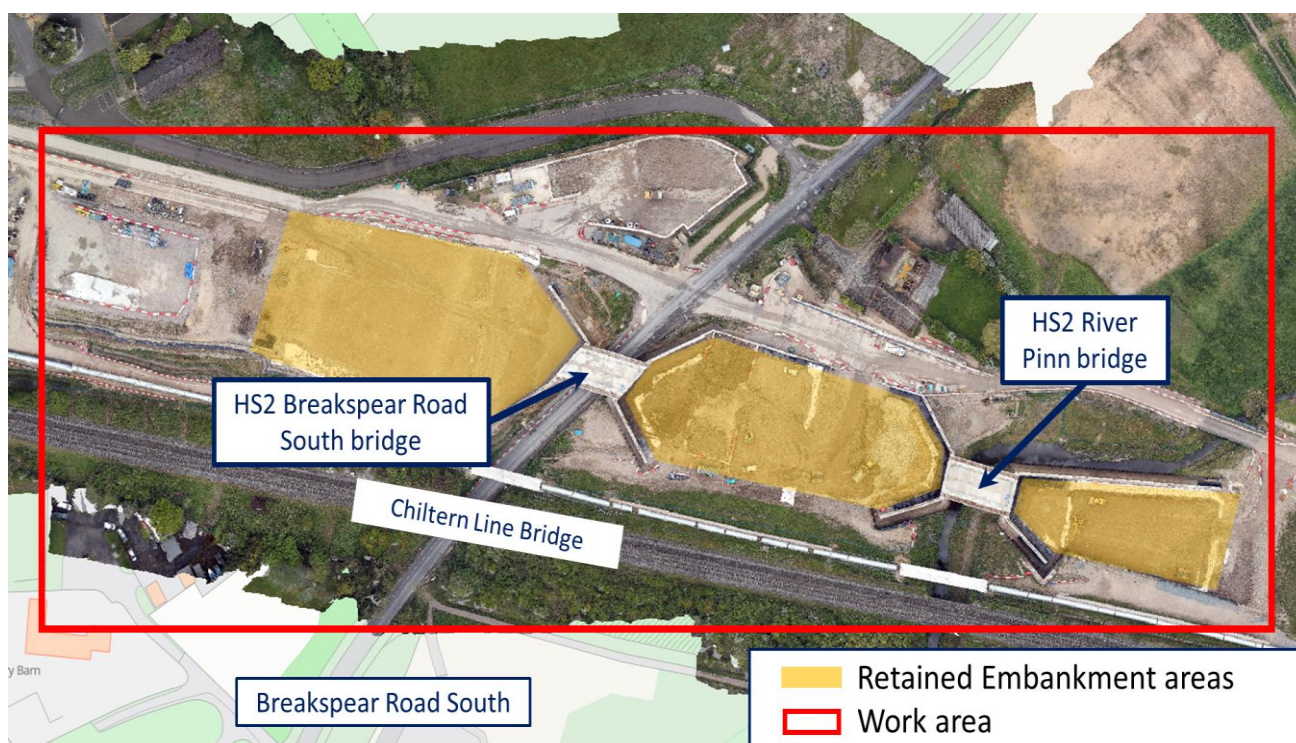 HS2 River
Pinn bridge
HS2 Breakspear Road
South bridge
Chiltern Line Bridge
y Barn
Breakspear Road South
Retained Embankment areas
Work area